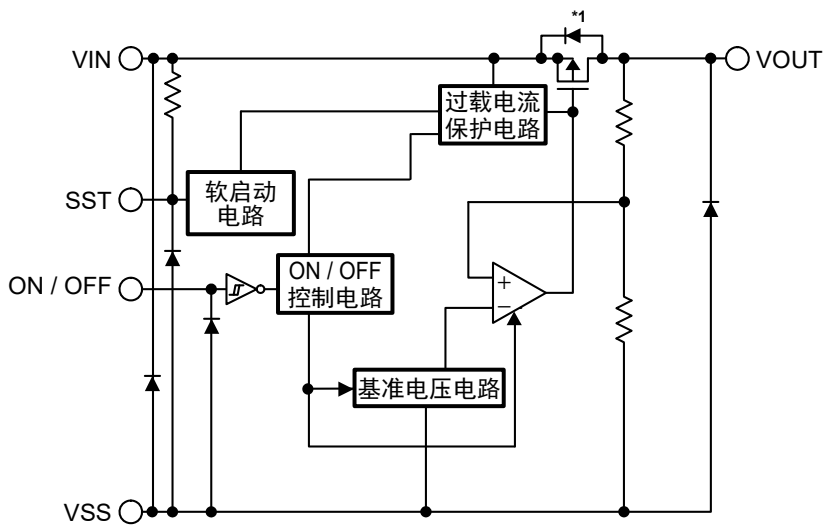 *1
VIN
VOUT
过载电流
保护电路
SST
软启动
电路
ON / OFF
ON / OFF
控制电路
+
−
基准电压电路
VSS